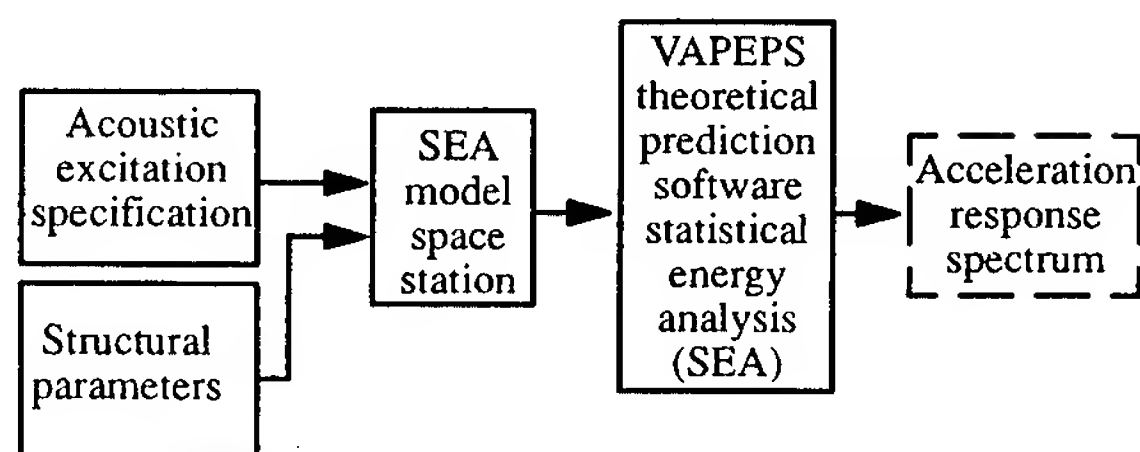 Acoustic
excitation
specification
Structural
parameters
SEA
model
space
station
VAPEPS
theoretical
prediction
software
statistical
energy
analysis
(SEA)
Acceleration
response
spectrum